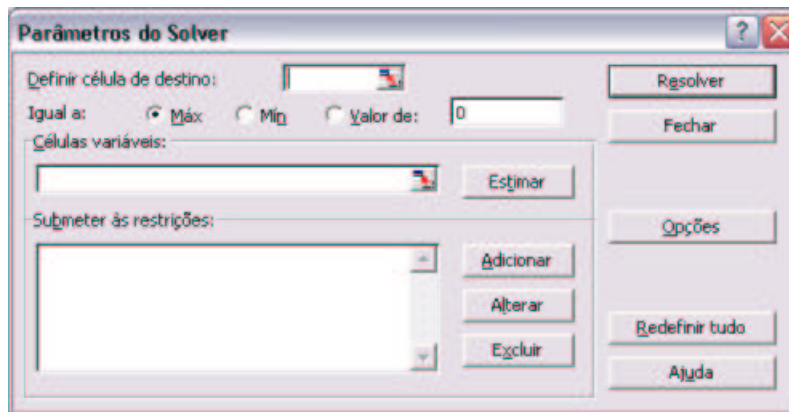 Parâmetros do Solver
Definir célula de destino:
Resolver
Igual a: Máx Mín Valor de: 0
Fechar
Células variáveis:
Estimar
Submeter às restrições:
Opções
Adicionar
Alterar
Redefinir tudo
Excluir
Ajuda